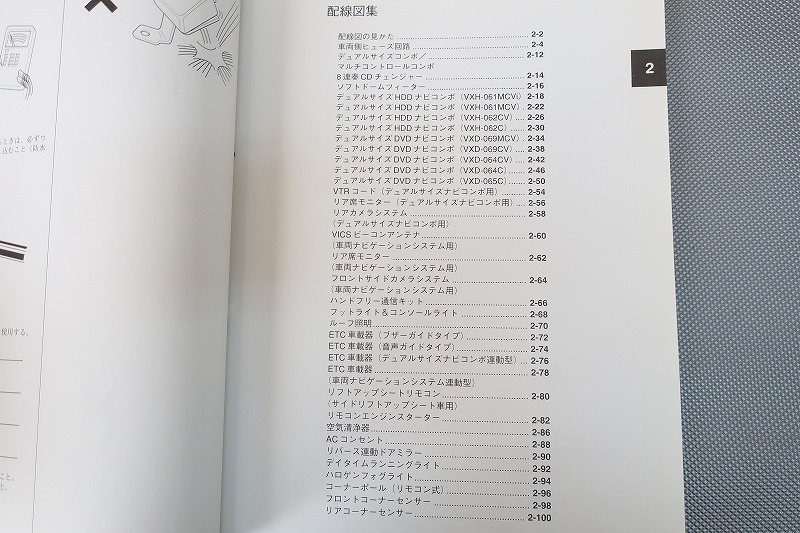 ときは、必ずワ
込むこと（防水
使用する。
こと。
と。
配線図集
2
配線図の見かた ........ 2-2
車両側ヒューズ回路 ........ 2-4
デュアルサイズコンポ／ ........ 2-12
マルチコントロールコンポ
8連奏CDチェンジャー ........ 2-14
ソフトドームツィーター ........ 2-16
デュアルサイズHDDナビコンポ（VXH-061MCVi） 2-18
デュアルサイズHDDナビコンポ（VXH-061MCV） . 2-22
デュアルサイズHDDナビコンポ（VXH-062CV） .... 2-26
デュアルサイズHDDナビコンポ（VXH-062C） ...... 2-30
デュアルサイズDVDナビコンポ（VXD-069MCV） . 2-34
デュアルサイズDVDナビコンポ（VXD-069CV） .... 2-38
デュアルサイズDVDナビコンポ（VXD-064CV） .... 2-42
デュアルサイズDVDナビコンポ（VXD-064C） ...... 2-46
デュアルサイズDVDナビコンポ（VXD-065C） ...... 2-50
VTRコード（デュアルサイズナビコンポ用） ........ 2-54
リア席モニター（デュアルサイズナビコンポ用） .... 2-56
リアカメラシステム ........ 2-58
（デュアルサイズナビコンポ用）
VICSビーコンアンテナ ........ 2-60
（車両ナビゲーションシステム用）
リア席モニター ........ 2-62
（車両ナビゲーションシステム用）
フロントサイドカメラシステム ........ 2-64
（車両ナビゲーションシステム用）
ハンドフリー通信キット ........ 2-66
フットライト＆コンソールライト ........ 2-68
ルーフ照明 ........ 2-70
ETC車載器（ブザーガイドタイプ） ........ 2-72
ETC車載器（音声ガイドタイプ） ........ 2-74
ETC車載器（デュアルサイズナビコンポ連動型） ... 2-76
ETC車載器 ........ 2-78
（車両ナビゲーションシステム連動型）
リフトアップシートリモコン ........ 2-80
（サイドリフトアップシート車用）
リモコンエンジンスターター ........ 2-82
空気清浄器 ........ 2-86
ACコンセント ........ 2-88
リバース連動ドアミラー ........ 2-90
デイタイムランニングライト ........ 2-92
ハロゲンフォグライト ........ 2-94
コーナーポール（リモコン式） ........ 2-96
フロントコーナーセンサー ........ 2-98
リアコーナーセンサー ........ 2-100